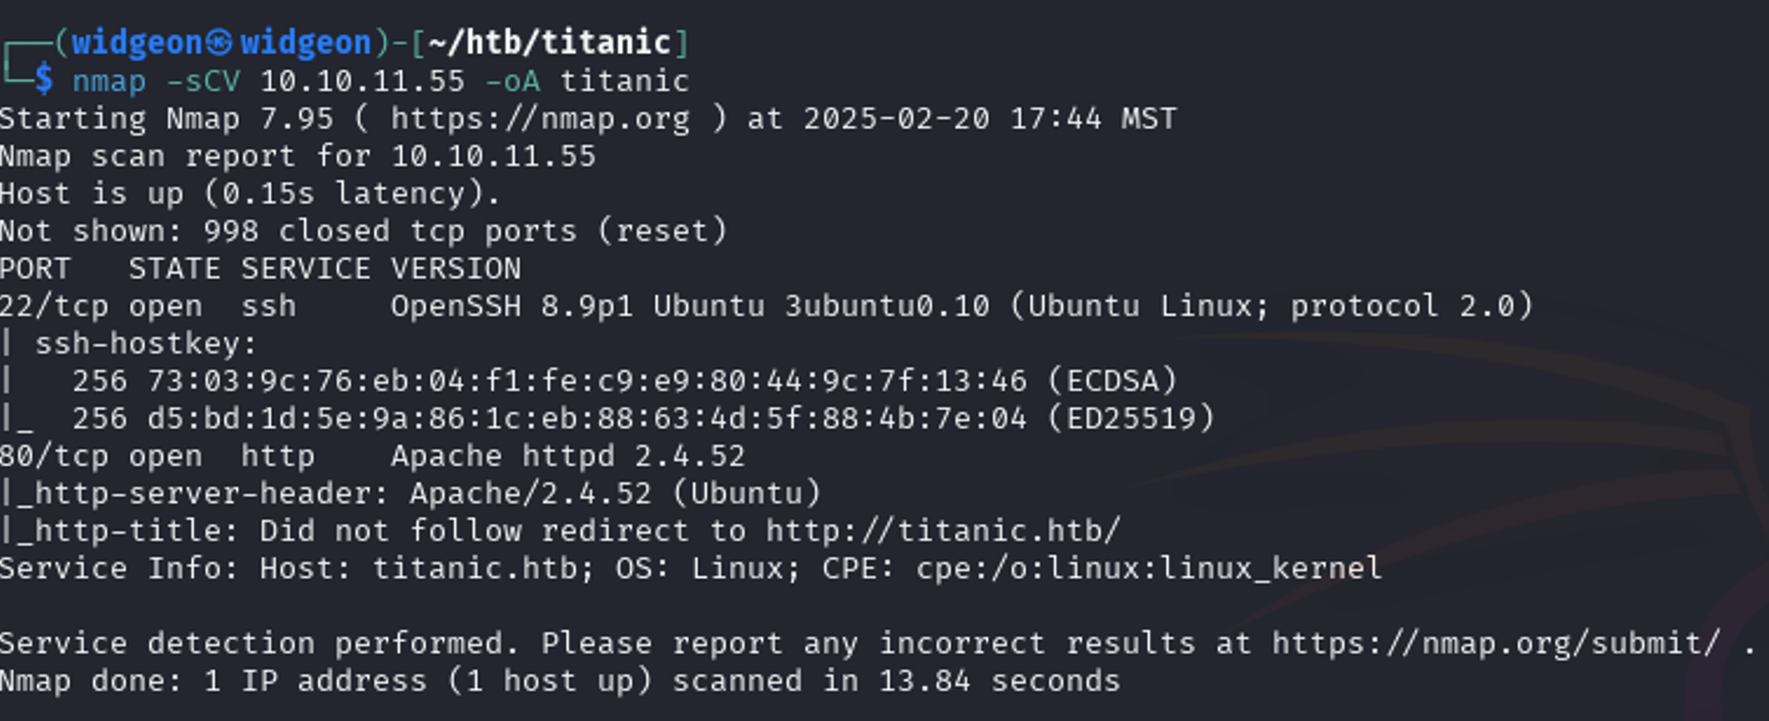 ┌──(widgeon㉿widgeon)-[~/htb/titanic]
└─$ nmap -sCV 10.10.11.55 -oA titanic
Starting Nmap 7.95 ( https://nmap.org ) at 2025-02-20 17:44 MST
Nmap scan report for 10.10.11.55
Host is up (0.15s latency).
Not shown: 998 closed tcp ports (reset)
PORT   STATE SERVICE VERSION
22/tcp open  ssh     OpenSSH 8.9p1 Ubuntu 3ubuntu0.10 (Ubuntu Linux; protocol 2.0)
| ssh-hostkey:
|   256 73:03:9c:76:eb:04:f1:fe:c9:e9:80:44:9c:7f:13:46 (ECDSA)
|_  256 d5:bd:1d:5e:9a:86:1c:eb:88:63:4d:5f:88:4b:7e:04 (ED25519)
80/tcp open  http    Apache httpd 2.4.52
|_http-server-header: Apache/2.4.52 (Ubuntu)
|_http-title: Did not follow redirect to http://titanic.htb/
Service Info: Host: titanic.htb; OS: Linux; CPE: cpe:/o:linux:linux_kernel

Service detection performed. Please report any incorrect results at https://nmap.org/submit/ .
Nmap done: 1 IP address (1 host up) scanned in 13.84 seconds